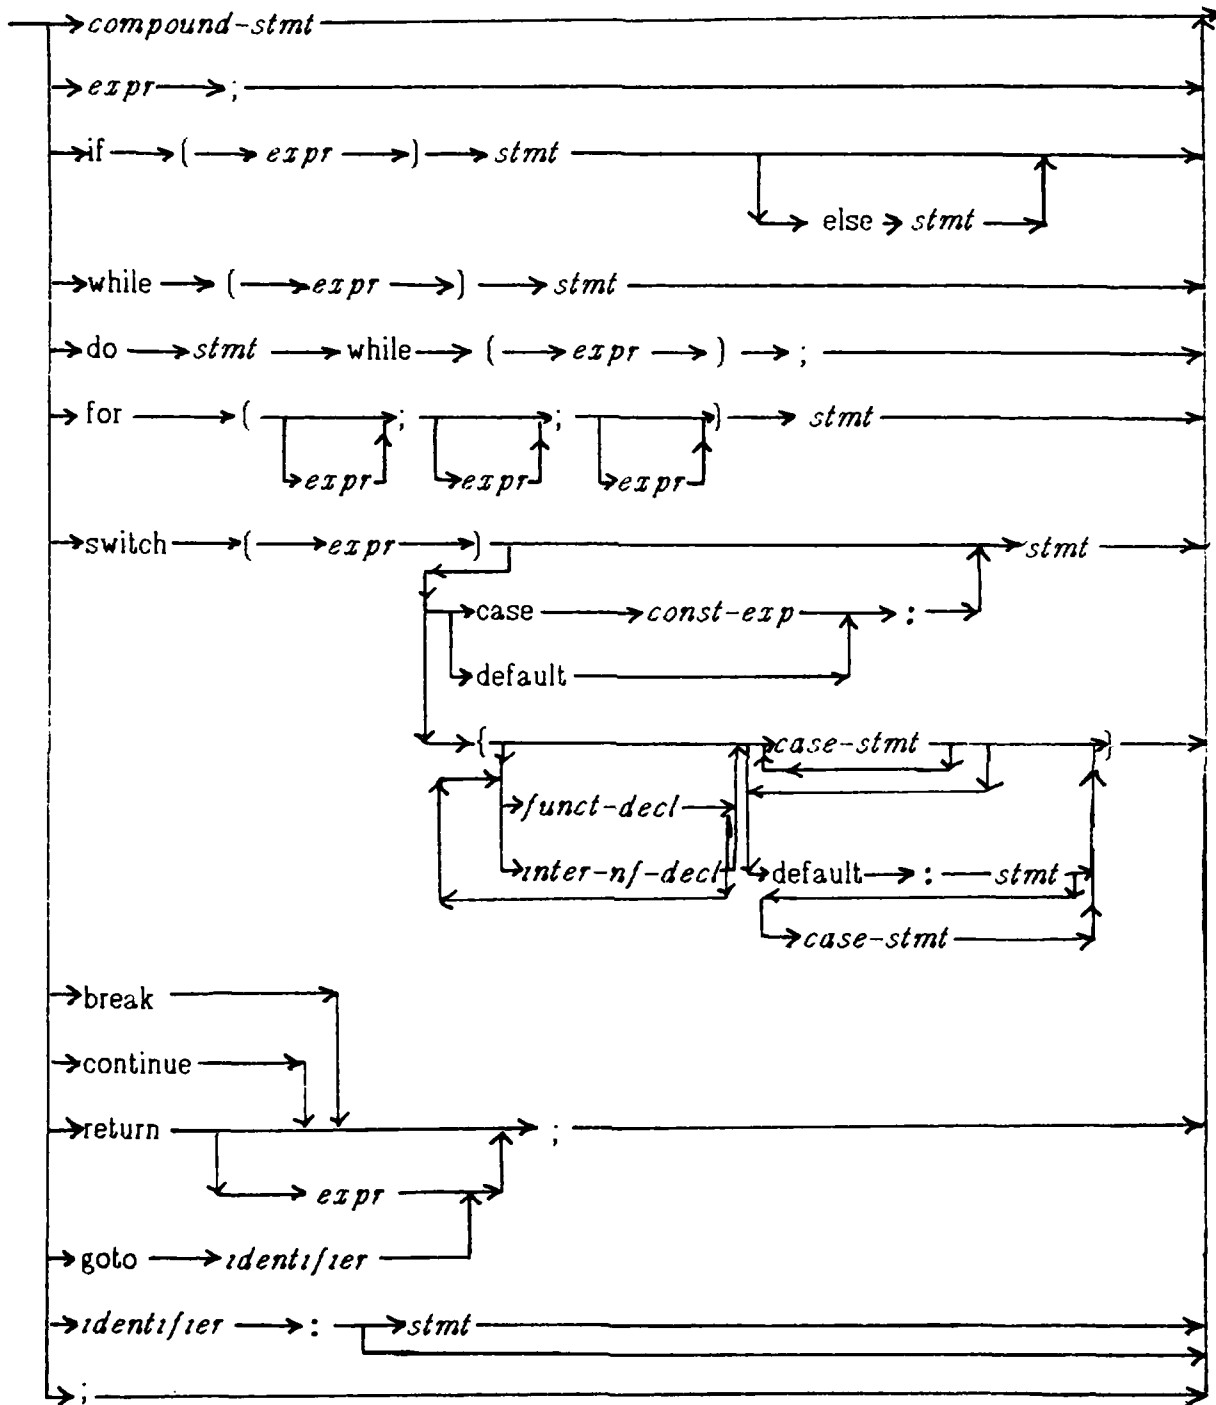 compound-stmt
expr ;
if ( expr ) stmt
else stmt
while ( expr ) stmt
do stmt while ( expr ) ;
for ( ; ; ) stmt
expr expr expr
switch ( expr ) stmt
case const-exp :
default
{ case-stmt }
funct-decl
inter-nf-decl default : stmt
case-stmt
break
continue
return ;
expr
goto identifier
identifier : stmt
;